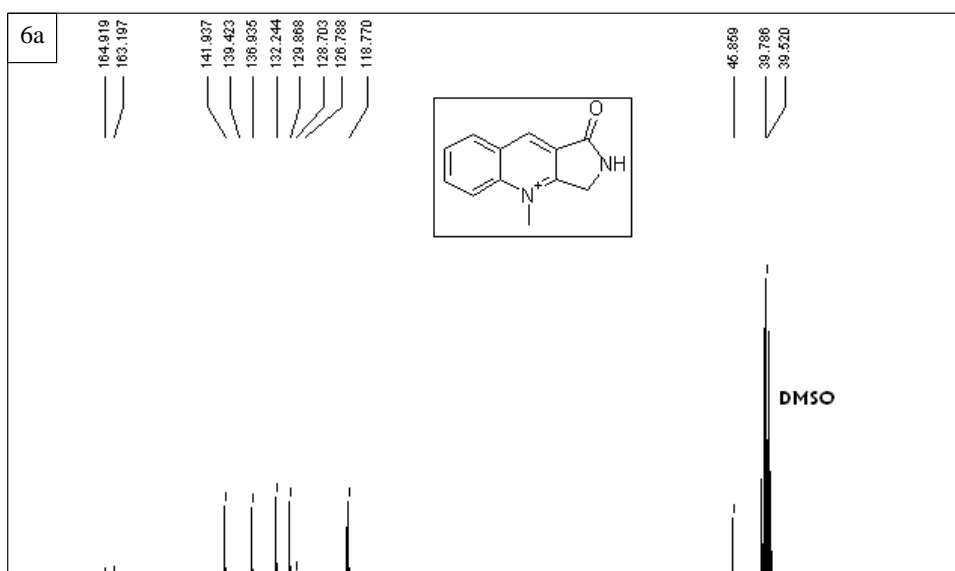 6a
164.919
163.197
141.937
139.423
136.935
132.244
129.868
128.703
126.788
118.770
45.859
39.786
39.520
O
NH
N+
DMSO